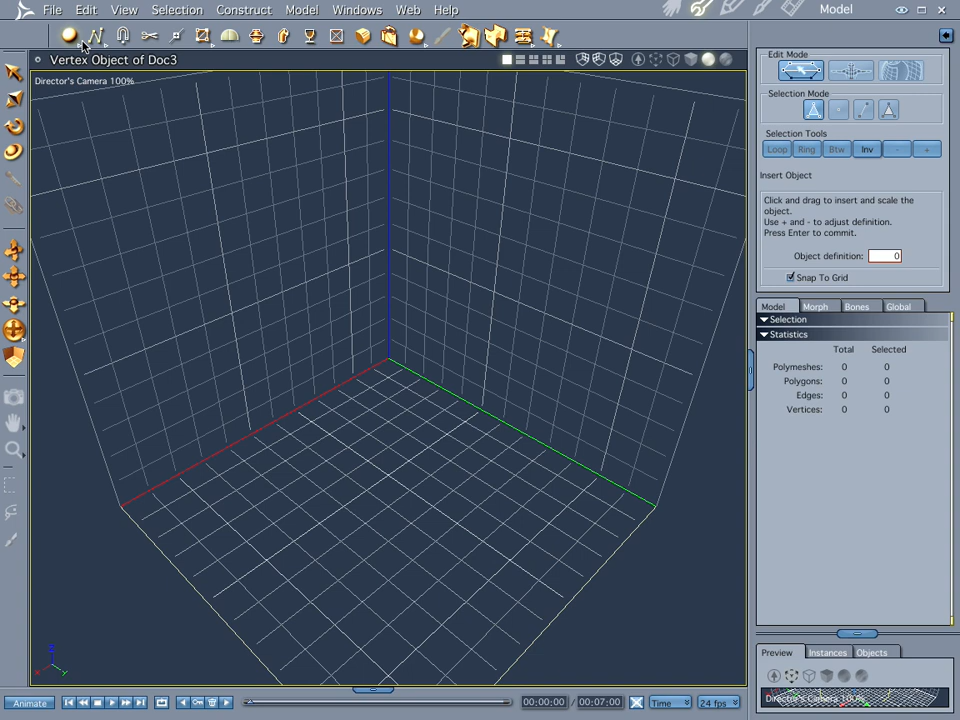 File Edit View Selection Construct Model Windows Web Help Model
Vertex Object of Doc3
Director's Camera 100%
Edit Mode
Selection Mode
Selection Tools
Loop Ring Btw Inv - +
Insert Object
Click and drag to insert and scale the
object.
Use + and - to adjust definition.
Press Enter to commit.
Object definition: 0
Snap To Grid
Model Morph Bones Global
Selection
Statistics
Total Selected
Polymeshes: 0 0
Polygons: 0 0
Edges: 0 0
Vertices: 0 0
Z
X Y
Preview Instances Objects
Director's Camera 100%
Animate 00:00:00 / 00:07:00 Time 24 fps